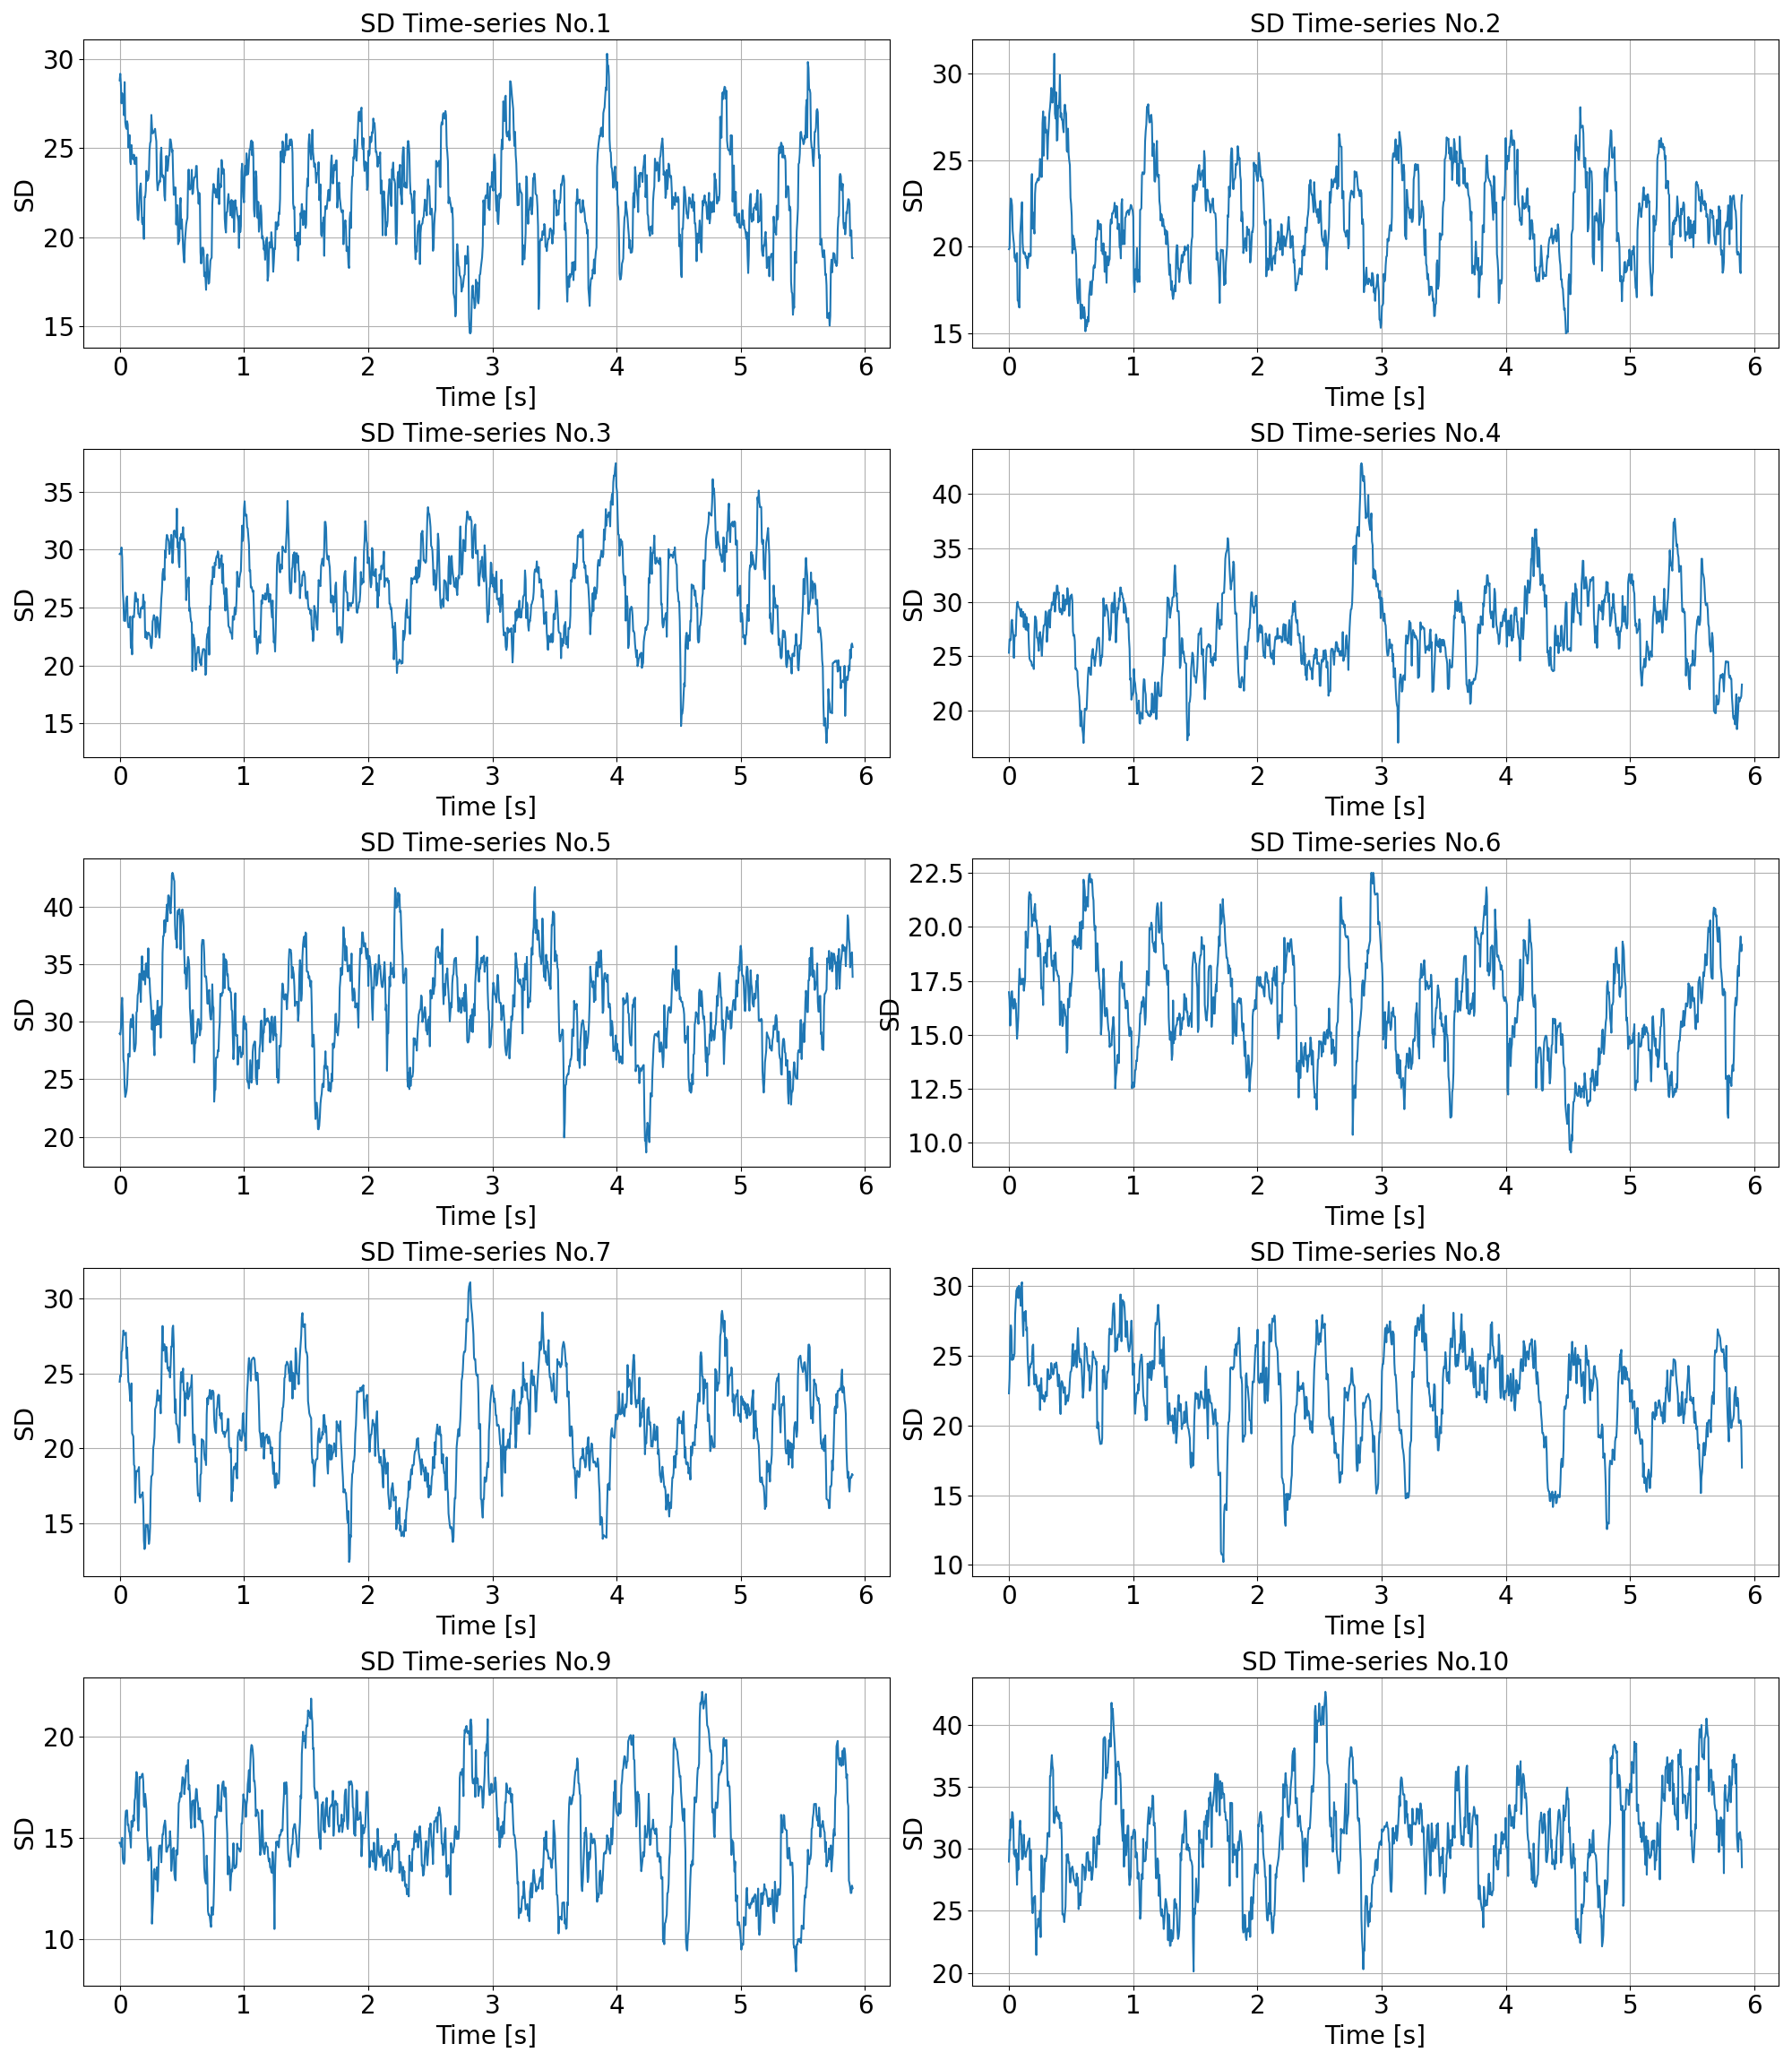 SD Time-series No.1
SD
30
25
20
15
0 1 2 3 4 5 6
Time [s]
SD Time-series No.2
SD
30
25
20
15
0 1 2 3 4 5 6
Time [s]
SD Time-series No.3
SD
35
30
25
20
15
0 1 2 3 4 5 6
Time [s]
SD Time-series No.4
SD
40
35
30
25
20
0 1 2 3 4 5 6
Time [s]
SD Time-series No.5
SD
40
35
30
25
20
0 1 2 3 4 5 6
Time [s]
SD Time-series No.6
SD
22.5
20.0
17.5
15.0
12.5
10.0
0 1 2 3 4 5 6
Time [s]
SD Time-series No.7
SD
30
25
20
15
0 1 2 3 4 5 6
Time [s]
SD Time-series No.8
SD
30
25
20
15
10
0 1 2 3 4 5 6
Time [s]
SD Time-series No.9
SD
20
15
10
0 1 2 3 4 5 6
Time [s]
SD Time-series No.10
SD
40
35
30
25
20
0 1 2 3 4 5 6
Time [s]